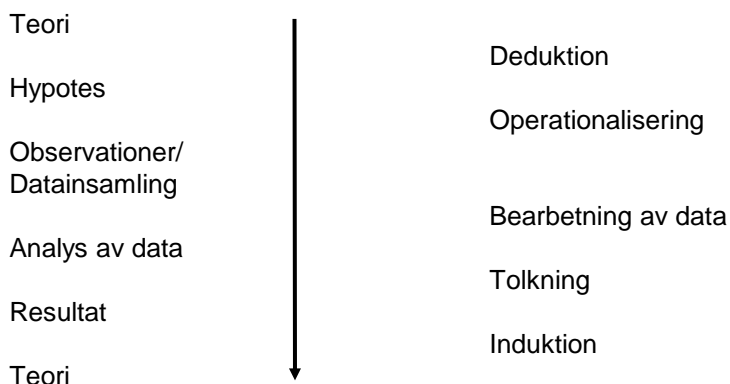 Teori
Deduktion
Hypotes
Operationalisering
Observationer/
Datainsamling
Bearbetning av data
Analys av data
Tolkning
Resultat
Induktion
Teori